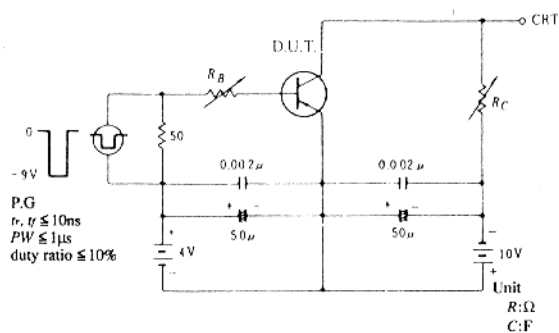 CRT
D.U.T.
R_B
R_C
0
50
-9V
0.002μ
0.002μ
P.G
tr, tf ≦ 10ns
PW ≦ 1μs
duty ratio ≦ 10%
+ -
50μ
+ -
50μ
+
4V
-
-
10V
+
Unit
R:Ω
C:F